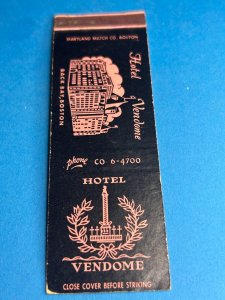 MARYLAND MATCH CO. BOSTON
Hotel
Vendome
BACK BAY, BOSTON
phone CO 6-4700
HOTEL
VENDOME
CLOSE COVER BEFORE STRIKING